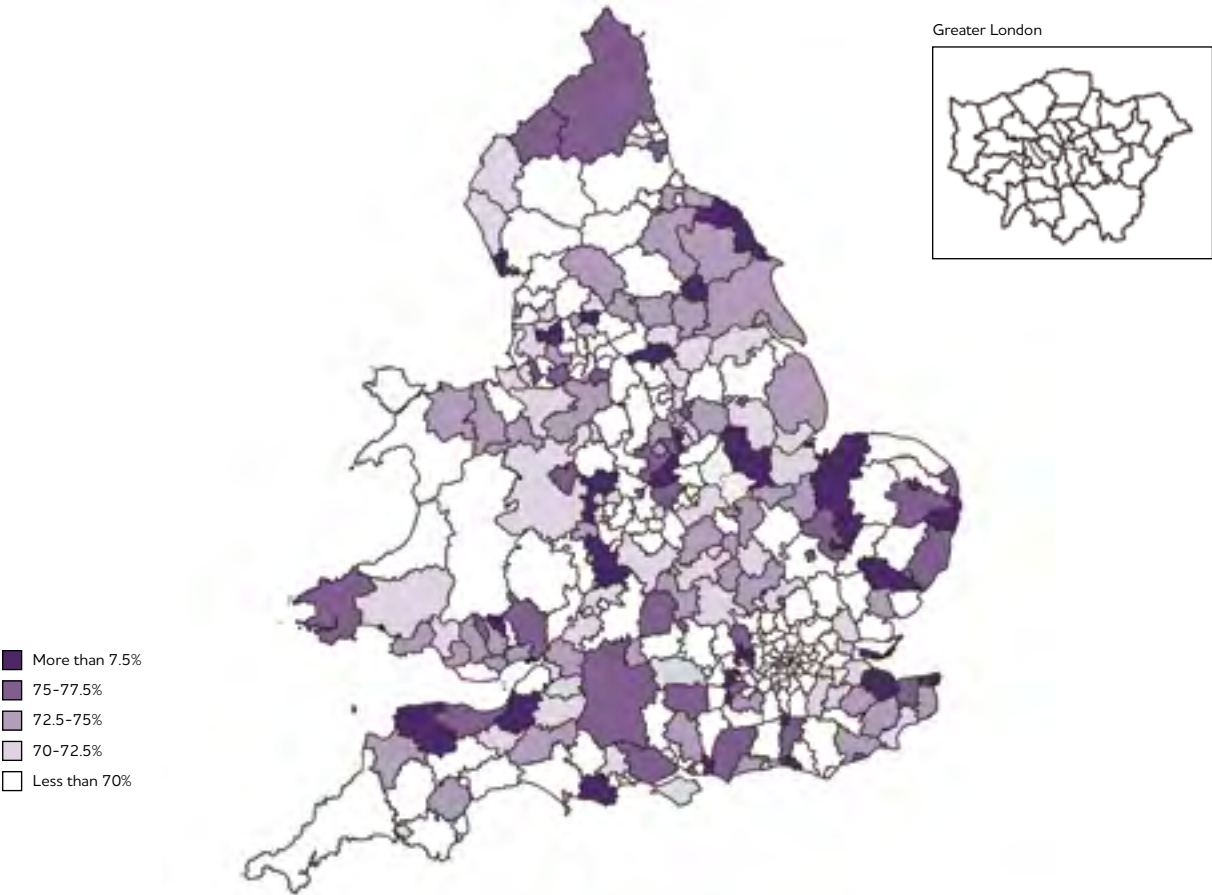 Greater London
More than 7.5%
75-77.5%
72.5-75%
70-72.5%
Less than 70%